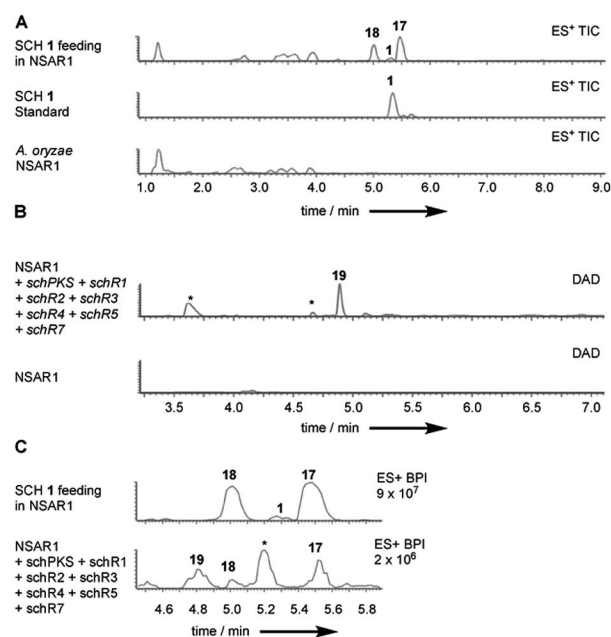 A
SCH 1 feeding
in NSAR1
18
1
17
ES⁺ TIC
SCH 1
Standard
1
ES⁺ TIC
A. oryzae
NSAR1
ES⁺ TIC
1.0 2.0 3.0 4.0 5.0 6.0 7.0 8.0 9.0
time / min
B
NSAR1
+ schPKS + schR1
+ schR2 + schR3
+ schR4 + schR5
+ schR7
*
*
19
DAD
NSAR1
DAD
3.5 4.0 4.5 5.0 5.5 6.0 6.5 7.0
time / min
C
SCH 1 feeding
in NSAR1
18
1
17
ES+ BPI
9 x 10⁷
NSAR1
+ schPKS + schR1
+ schR2 + schR3
+ schR4 + schR5
+ schR7
19
18
*
17
ES+ BPI
2 x 10⁶
4.6 4.8 5.0 5.2 5.4 5.6 5.8
time / min